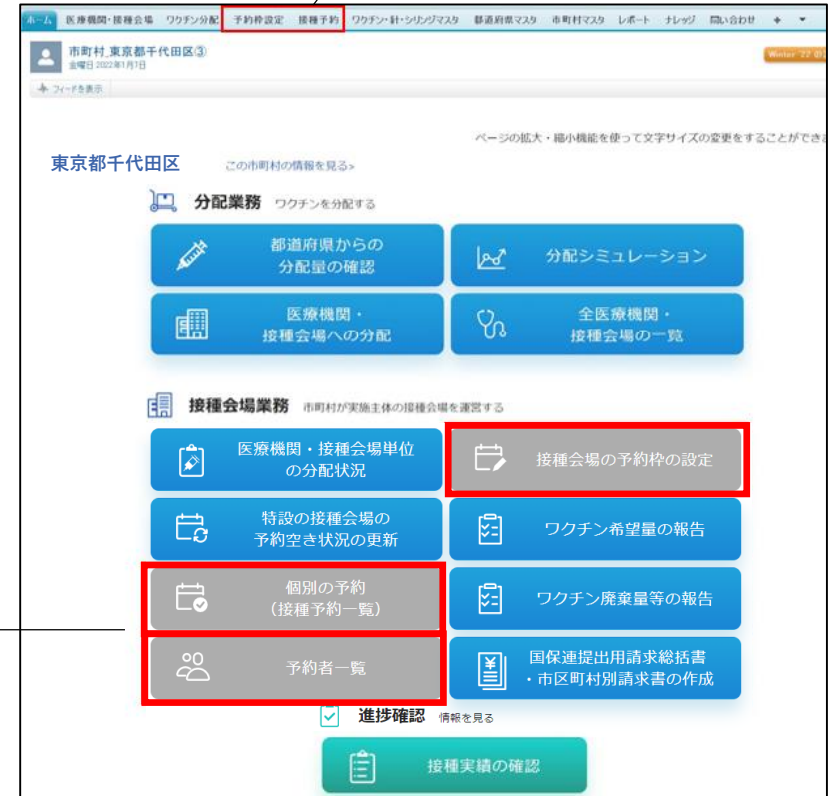 ホーム 医療機関・接種会場 ワクチン分配 予約枠設定 接種予約 ワクチン・針・シリンジマスタ 都道府県マスタ 市町村マスタ レポート ナレッジ 問い合わせ +
市町村_東京都千代田区③
金曜日 2022年1月7日
Winter '22 の
フィードを表示
ページの拡大・縮小機能を使って文字サイズの変更をすることができま
東京都千代田区 この市町村の情報を見る>
分配業務 ワクチンを分配する
都道府県からの
分配量の確認
分配シミュレーション
医療機関・
接種会場への分配
全医療機関・
接種会場の一覧
接種会場業務 市町村が実施主体の接種会場を運営する
医療機関・接種会場単位
の分配状況
接種会場の予約枠の設定
特設の接種会場の
予約空き状況の更新
ワクチン希望量の報告
個別の予約
(接種予約一覧)
ワクチン廃棄量等の報告
予約者一覧
国保連提出用請求総括書
・市区町村別請求書の作成
進捗確認 情報を見る
接種実績の確認